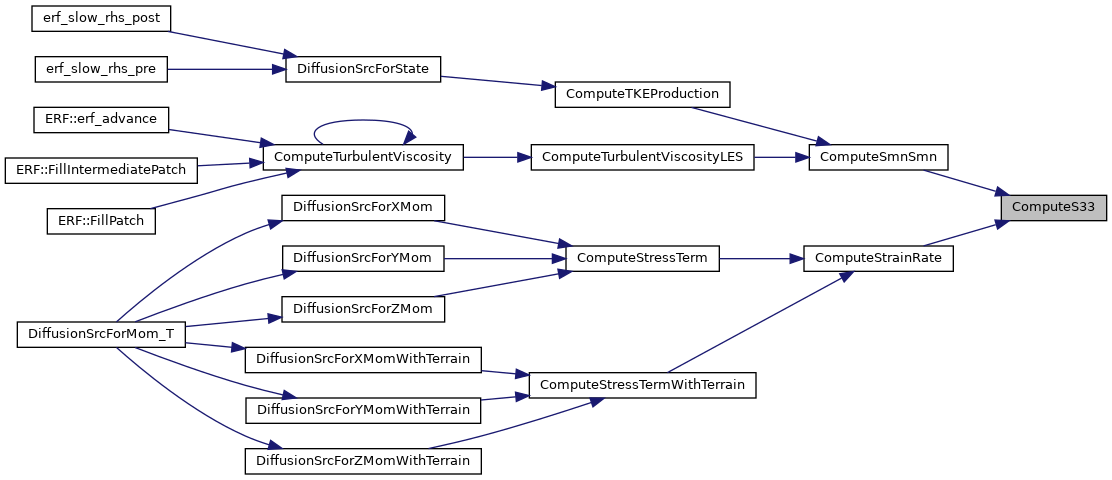 erf_slow_rhs_post
erf_slow_rhs_pre
DiffusionSrcForState
ComputeTKEProduction
ERF::erf_advance
ERF::FillIntermediatePatch
ComputeTurbulentViscosity
ComputeTurbulentViscosityLES
ComputeSmnSmn
ERF::FillPatch
DiffusionSrcForXMom
ComputeS33
DiffusionSrcForYMom
ComputeStressTerm
ComputeStrainRate
DiffusionSrcForZMom
DiffusionSrcForMom_T
DiffusionSrcForXMomWithTerrain
ComputeStressTermWithTerrain
DiffusionSrcForYMomWithTerrain
DiffusionSrcForZMomWithTerrain